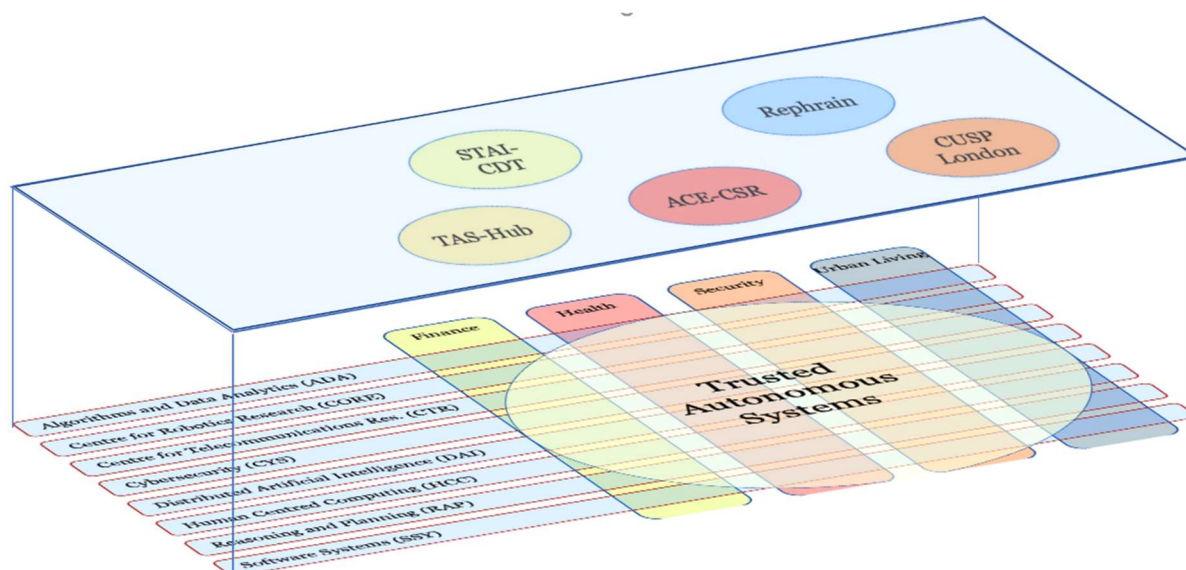 Rephrain
STAI-
CDT
CUSP
London
ACE-CSR
TAS-Hub
Urban Living
Security
Health
Finance
Trusted
Autonomous
Systems
Algorithms and Data Analytics (ADA)
Centre for Robotics Research (CORE)
Centre for Telecommunications Res. (CTR)
Cybersecurity (CYS)
Distributed Artificial Intelligence (DAI)
Human Centred Computing (HCC)
Reasoning and Planning (RAP)
Software Systems (SSY)